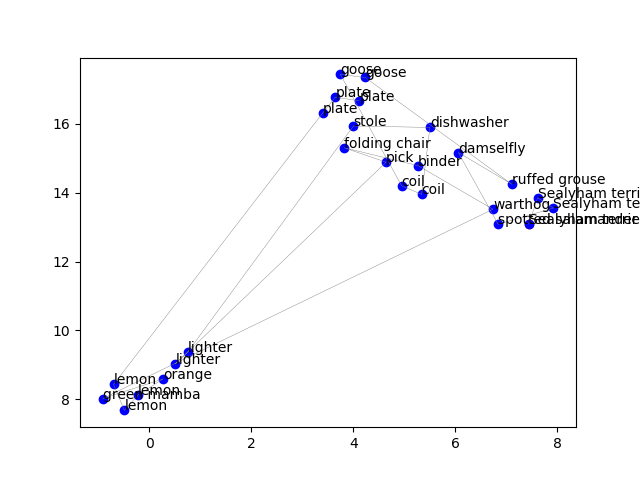 goose
goose
plate
plate
plate
stole
dishwasher
folding chair
damselfly
pick
binder
coil
coil
ruffed grouse
Sealyham terri
Sealyham te
warthog
spotted salamander
Sealyham terrie
lighter
lighter
orange
lemon
lemon
green mamba
lemon
16
14
12
10
8
0
2
4
6
8